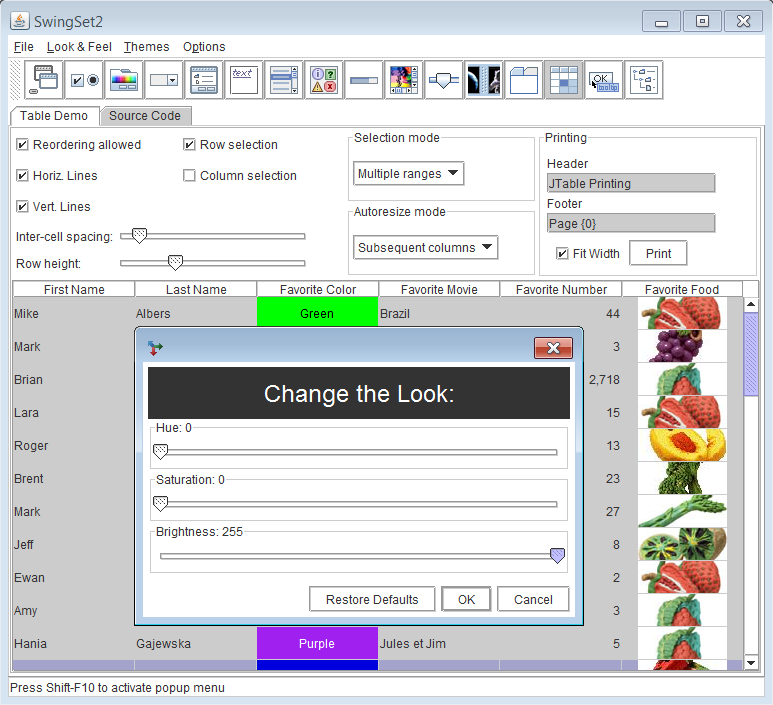 SwingSet2
File Look & Feel Themes Options
text
OK
tooltip
Table Demo Source Code
Reordering allowed Row selection
Horiz. Lines Column selection
Vert. Lines
Inter-cell spacing:
Row height:
Selection mode
Multiple ranges
Autoresize mode
Subsequent columns
Printing
Header
JTable Printing
Footer
Page {0}
Fit Width Print
First Name Last Name Favorite Color Favorite Movie Favorite Number Favorite Food
Mike Albers Green Brazil 44
Mark 3
Brian 2,718
Lara 15
Roger 13
Brent 23
Mark 27
Jeff 8
Ewan 2
Amy 3
Hania Gajewska Purple Jules et Jim 5
Change the Look:
Hue: 0
Saturation: 0
Brightness: 255
Restore Defaults OK Cancel
Press Shift-F10 to activate popup menu